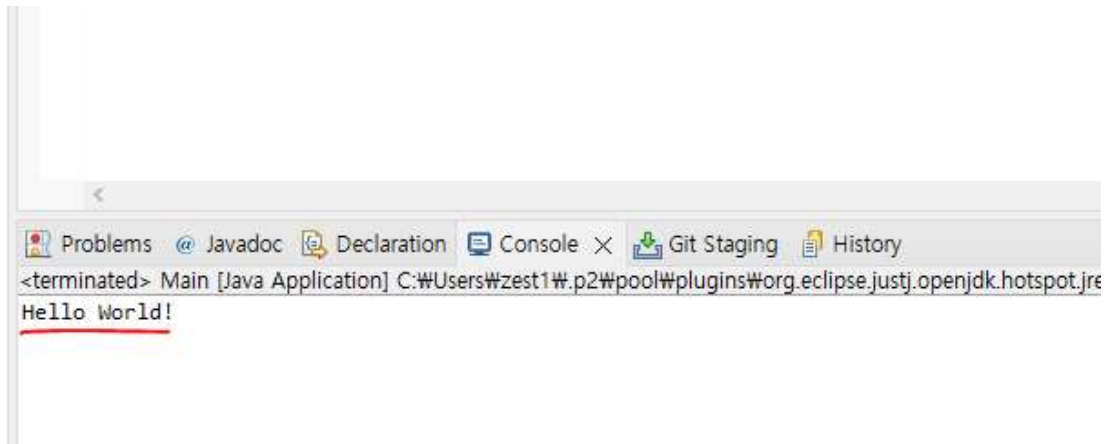 Problems @ Javadoc Declaration Console Git Staging History
<terminated> Main [Java Application] C:₩Users₩zest1₩.p2₩pool₩plugins₩org.eclipse.justj.openjdk.hotspot.jre
Hello World!